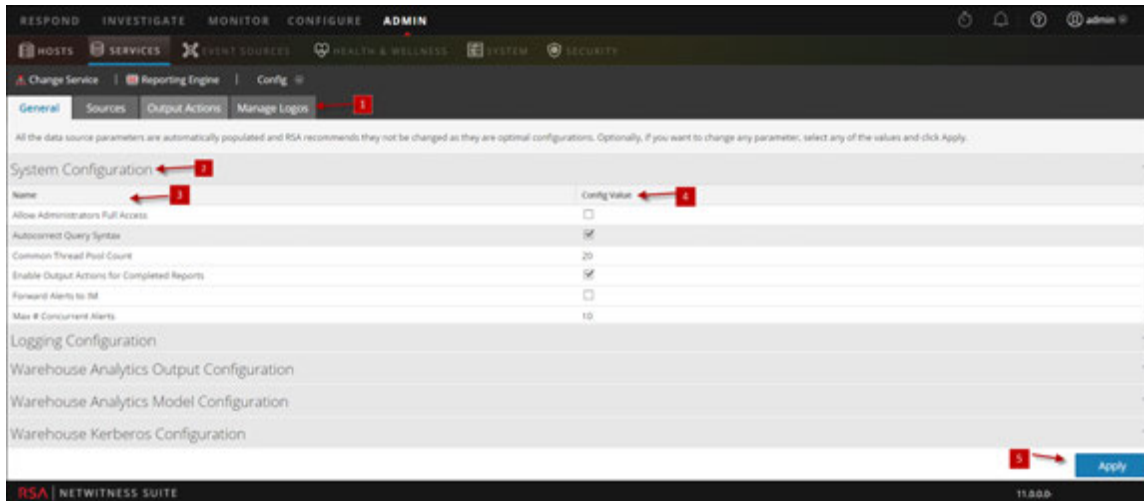 RESPOND INVESTIGATE MONITOR CONFIGURE ADMIN admin
HOSTS SERVICES EVENT SOURCES HEALTH & WELLNESS SYSTEM SECURITY
Change Service | Reporting Engine | Config
General Sources Output Actions Manage Logos 1
All the data source parameters are automatically populated and RSA recommends they not be changed as they are optimal configurations. Optionally, if you want to change any parameter, select any of the values and click Apply.
System Configuration 2
Name 3 Config Value 4
Allow Administrators Full Access
Autocorrect Query Syntax
Common Thread Pool Count 20
Enable Output Actions for Completed Reports
Forward Alerts to IM
Max # Concurrent Alerts 10
Logging Configuration
Warehouse Analytics Output Configuration
Warehouse Analytics Model Configuration
Warehouse Kerberos Configuration
5 Apply
RSA | NETWITNESS SUITE 11.0.0.0-